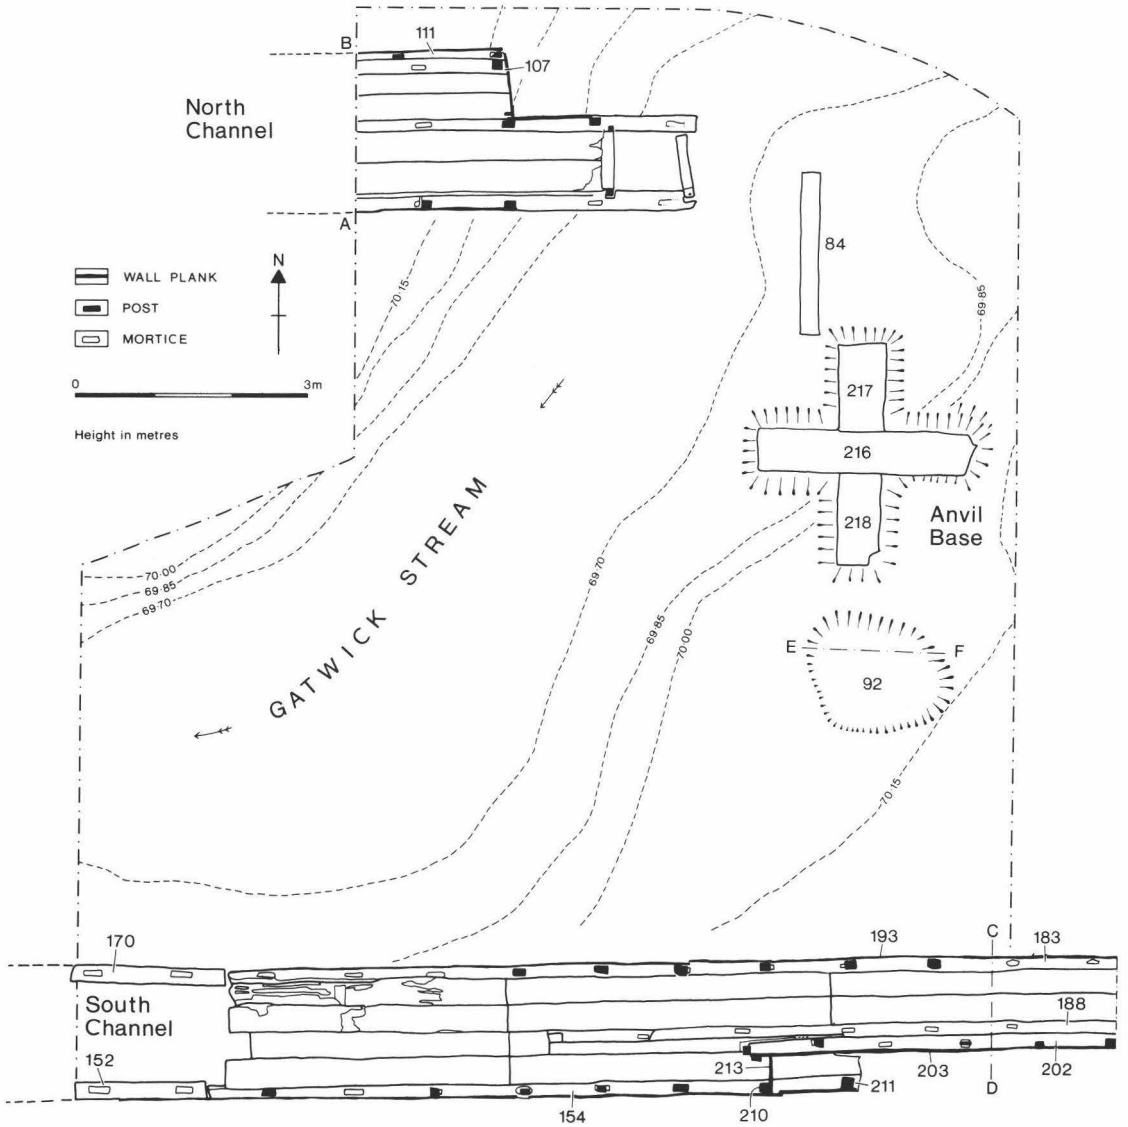 B
111
107
North
Channel
A
84
WALL PLANK
POST
MORTICE
N
70·15
69·85
0
3m
Height in metres
217
216
218
Anvil
Base
GATWICK STREAM
70·00
69·85
69·70
69·70
69·85
70·00
E
F
92
70·15
170
193
C
183
South
Channel
188
152
213
203
202
D
211
154
210